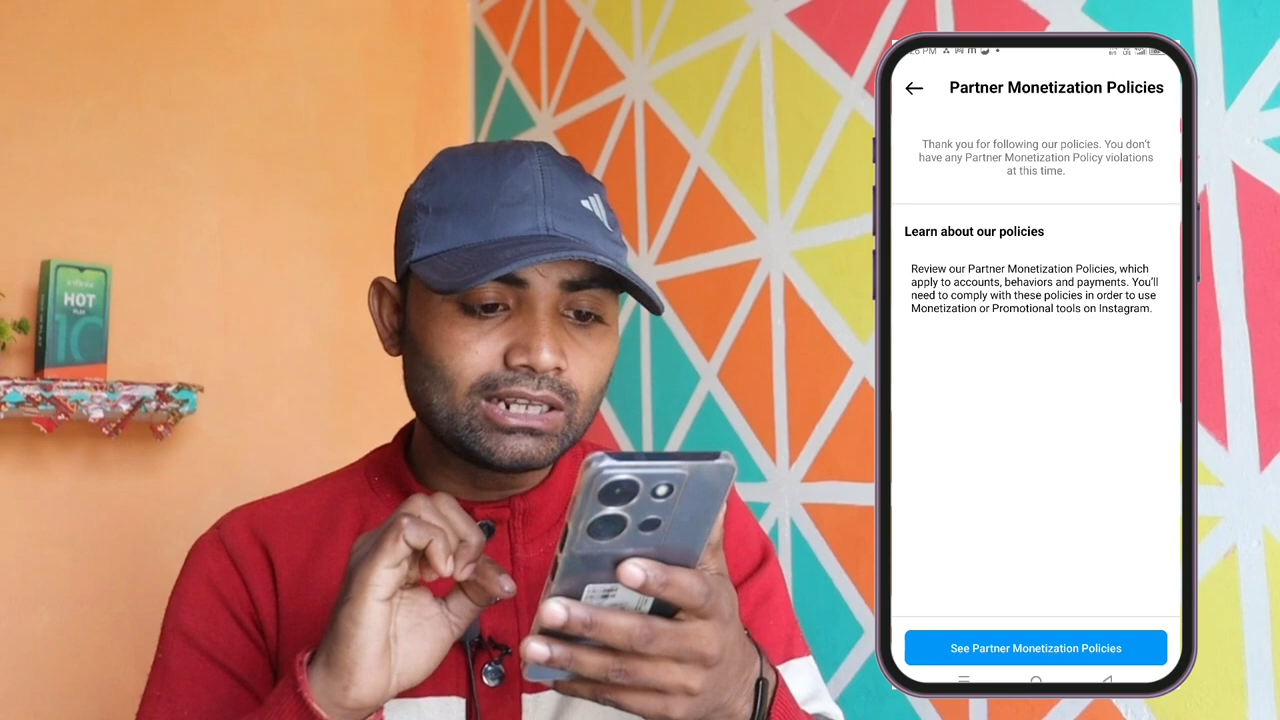 HOT
10
Partner Monetization Policies
Thank you for following our policies. You don't
have any Partner Monetization Policy violations
at this time.
Learn about our policies
Review our Partner Monetization Policies, which
apply to accounts, behaviors and payments. You'll
need to comply with these policies in order to use
Monetization or Promotional tools on Instagram.
See Partner Monetization Policies